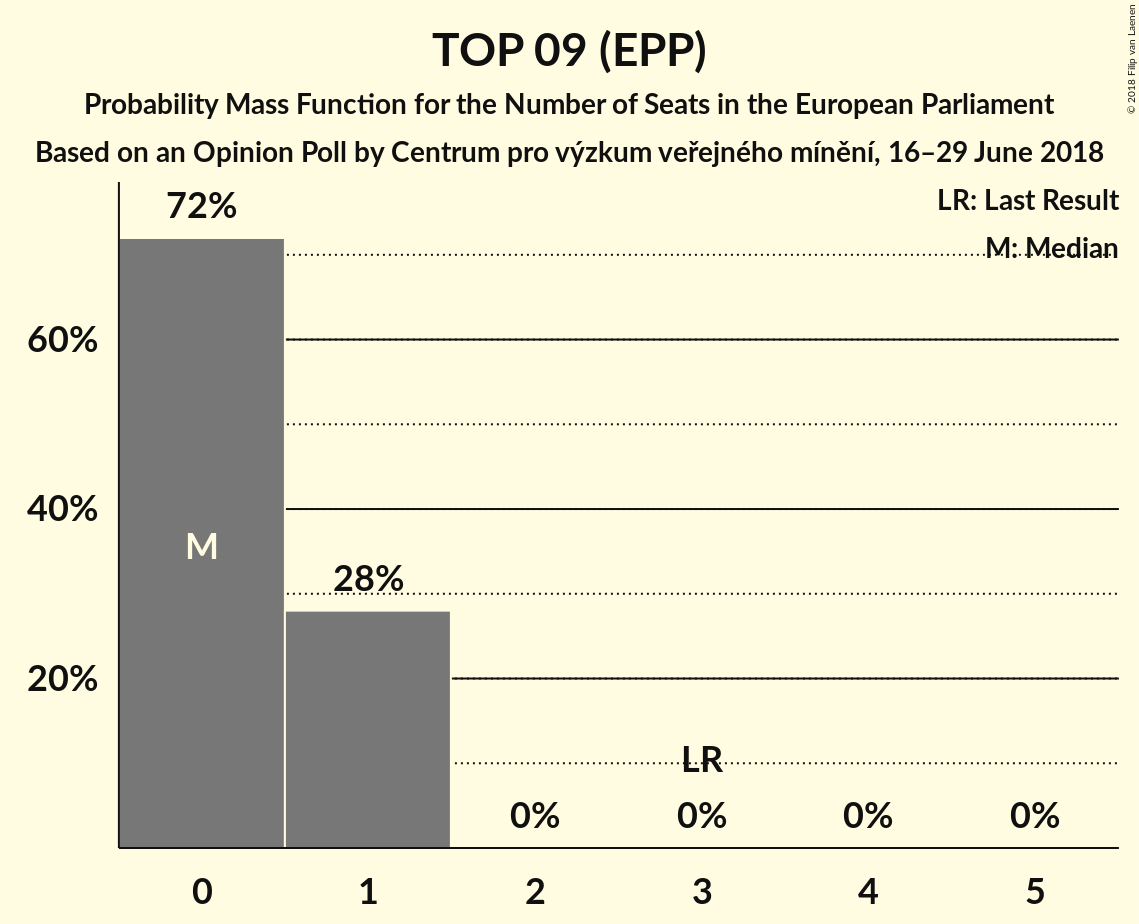 TOP 09 (EPP)
Probability Mass Function for the Number of Seats in the European Parliament
Based on an Opinion Poll by Centrum pro výzkum veřejného mínění, 16–29 June 2018
© 2018 Filip van Laenen
LR: Last Result
M: Median
72%
60%
40%
M
28%
20%
LR
0% 0% 0% 0%
0 1 2 3 4 5